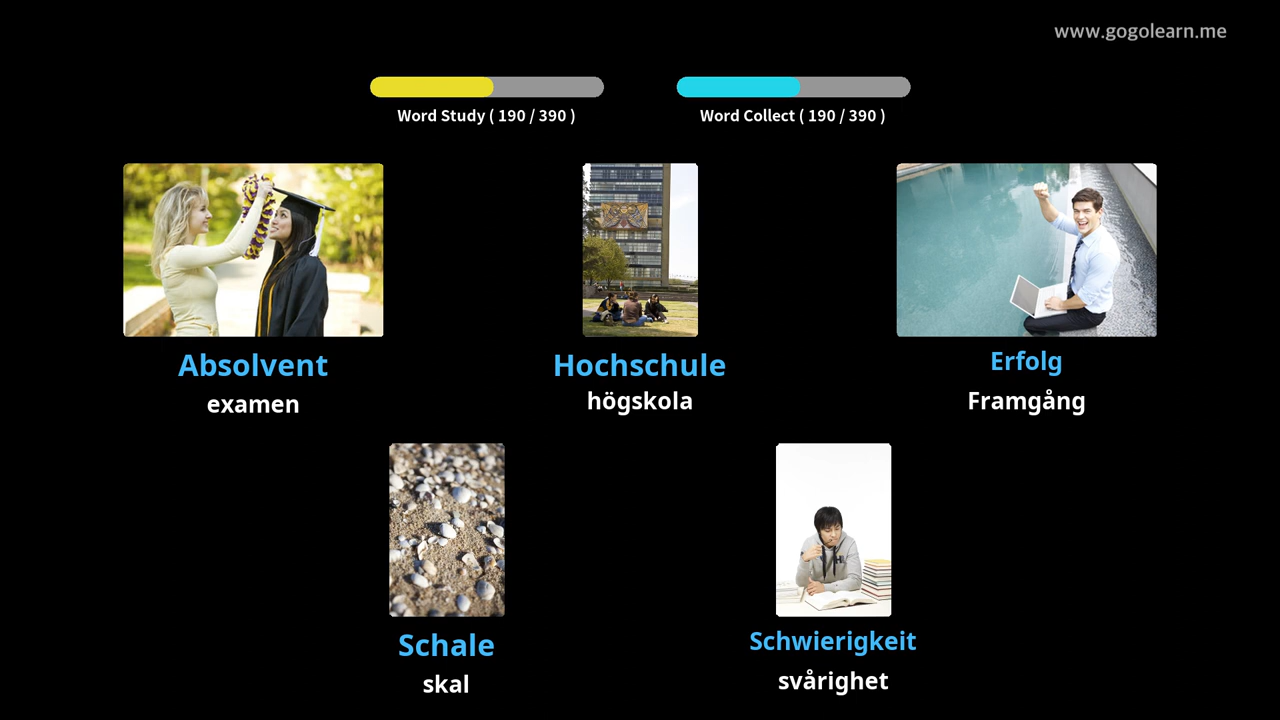 www.gogolearn.me
Word Study ( 190 / 390 )
Word Collect ( 190 / 390 )
Absolvent
examen
Hochschule
högskola
Erfolg
Framgång
Schale
skal
Schwierigkeit
svårighet